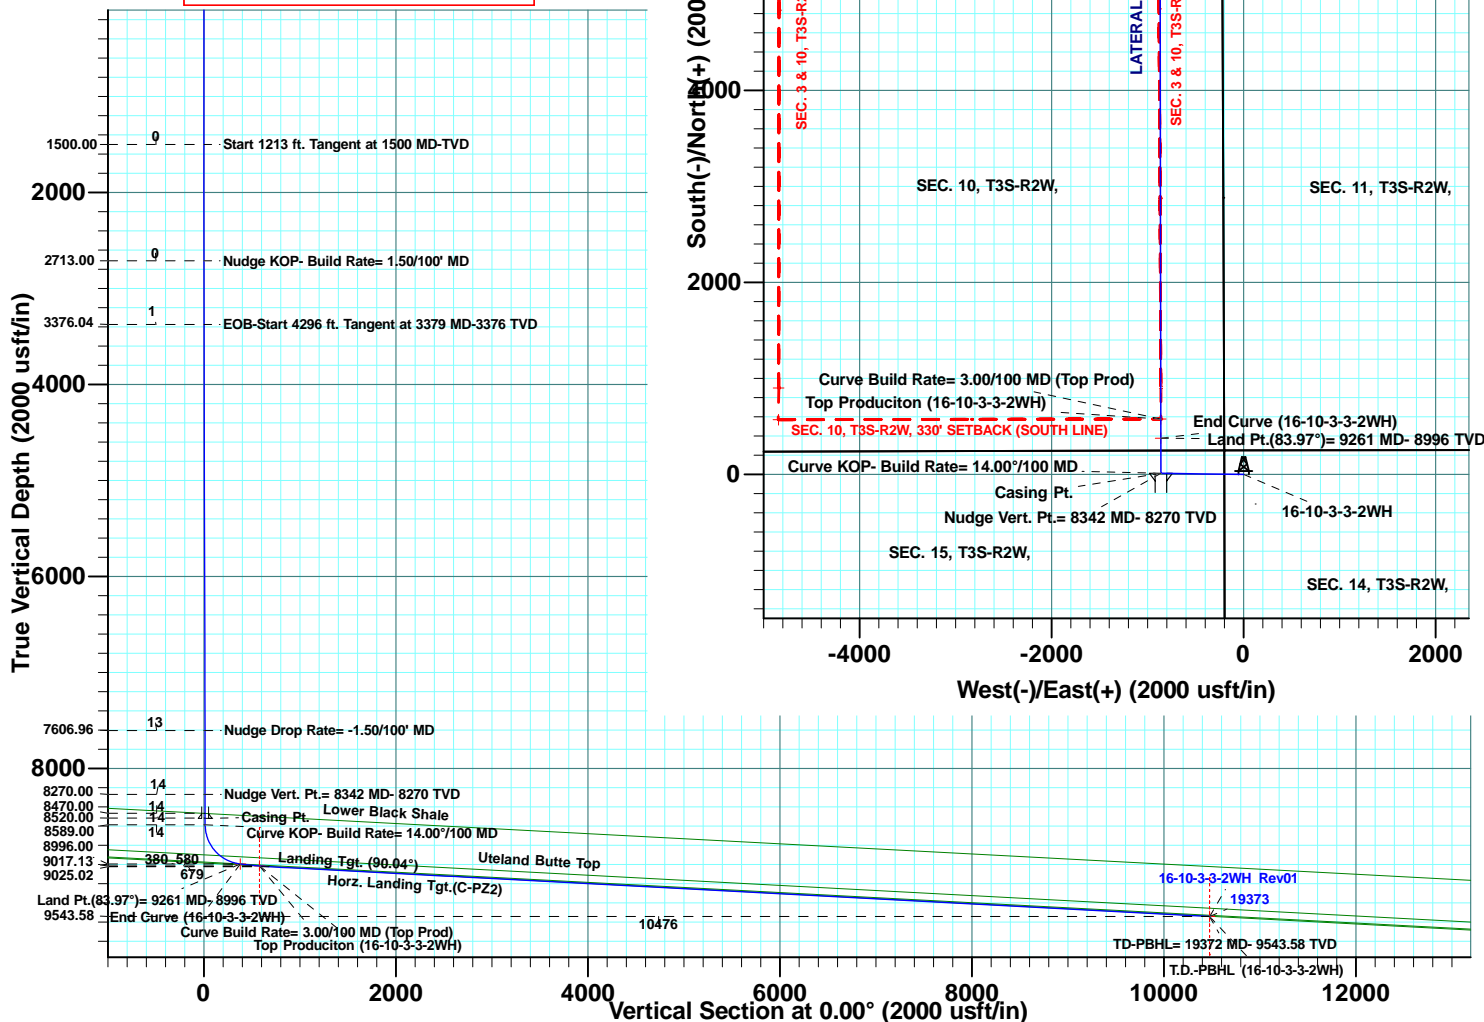 True Vertical Depth (2000 usft/in)
2000
4000
6000
8000
1500.00
2713.00
3376.04
7606.96
8270.00
8470.00
8520.00
8589.00
8996.00
9017.13
9025.02
9543.58
0
0
1
13
14
14
14
14
380
580
679
Start 1213 ft. Tangent at 1500 MD-TVD
Nudge KOP- Build Rate= 1.50/100' MD
EOB-Start 4296 ft. Tangent at 3379 MD-3376 TVD
Nudge Drop Rate= -1.50/100' MD
Nudge Vert. Pt.= 8342 MD- 8270 TVD
Lower Black Shale
Casing Pt.
Curve KOP- Build Rate= 14.00°/100 MD
Landing Tgt. (90.04°)
Uteland Butte Top
Horz. Landing Tgt.(C-PZ2)
Land Pt.(83.97°)= 9261 MD- 8996 TVD
End Curve (16-10-3-3-2WH)
Curve Build Rate= 3.00/100 MD (Top Prod)
Top Produciton (16-10-3-3-2WH)
10476
16-10-3-3-2WH Rev01
19373
TD-PBHL= 19372 MD- 9543.58 TVD
T.D.-PBHL (16-10-3-3-2WH)
0
2000
4000
6000
8000
10000
12000
Vertical Section at 0.00° (2000 usft/in)
South(-)/North(+) (200
4000
2000
0
SEC. 3 & 10, T3S-R2
LATERAL
SEC. 3 & 10, T3S-R
SEC. 10, T3S-R2W,
SEC. 11, T3S-R2W,
Curve Build Rate= 3.00/100 MD (Top Prod)
Top Produciton (16-10-3-3-2WH)
SEC. 10, T3S-R2W, 330' SETBACK (SOUTH LINE)
End Curve (16-10-3-3-2WH)
Land Pt.(83.97°)= 9261 MD- 8996 TVD
Curve KOP- Build Rate= 14.00°/100 MD
Casing Pt.
Nudge Vert. Pt.= 8342 MD- 8270 TVD
16-10-3-3-2WH
SEC. 15, T3S-R2W,
SEC. 14, T3S-R2W,
-4000
-2000
0
2000
West(-)/East(+) (2000 usft/in)